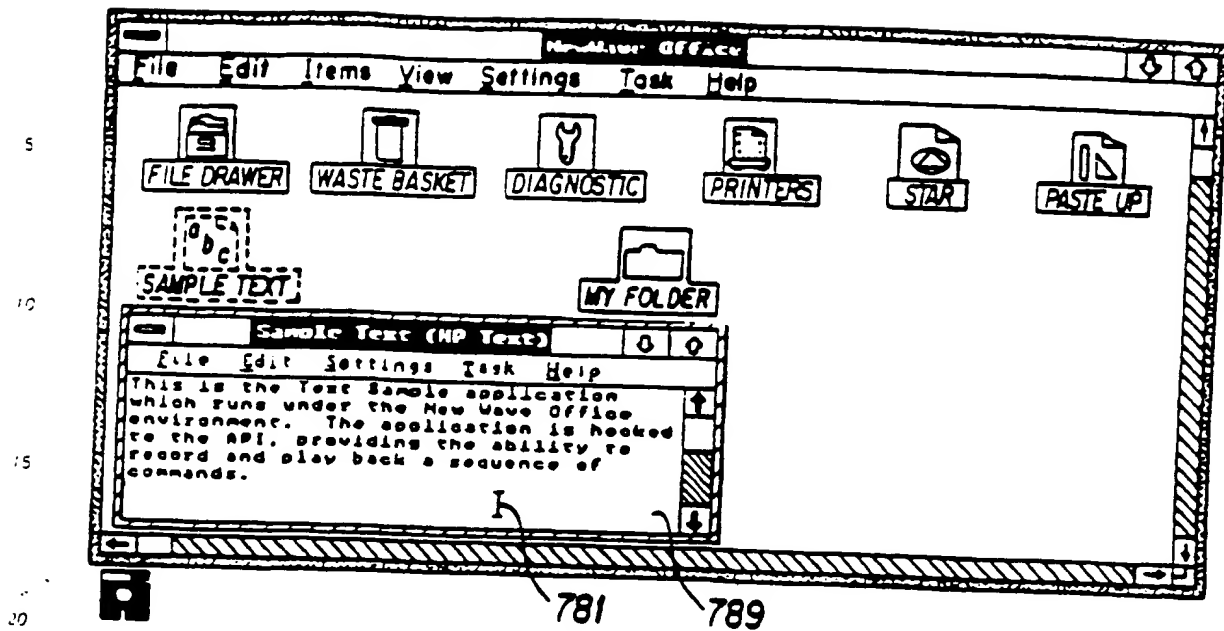 NewWave Office
File Edit Items View Settings Task Help
5
FILE DRAWER WASTE BASKET DIAGNOSTIC PRINTERS STAR PASTE UP
a b c
SAMPLE TEXT MY FOLDER
10
Sample Text (HP Text)
File Edit Settings Task Help
This is the Text Sample application
which runs under the New Wave Office
environment. The application is hooked
to the API, providing the ability to
record and play back a sequence of
commands.
15
781 789
20